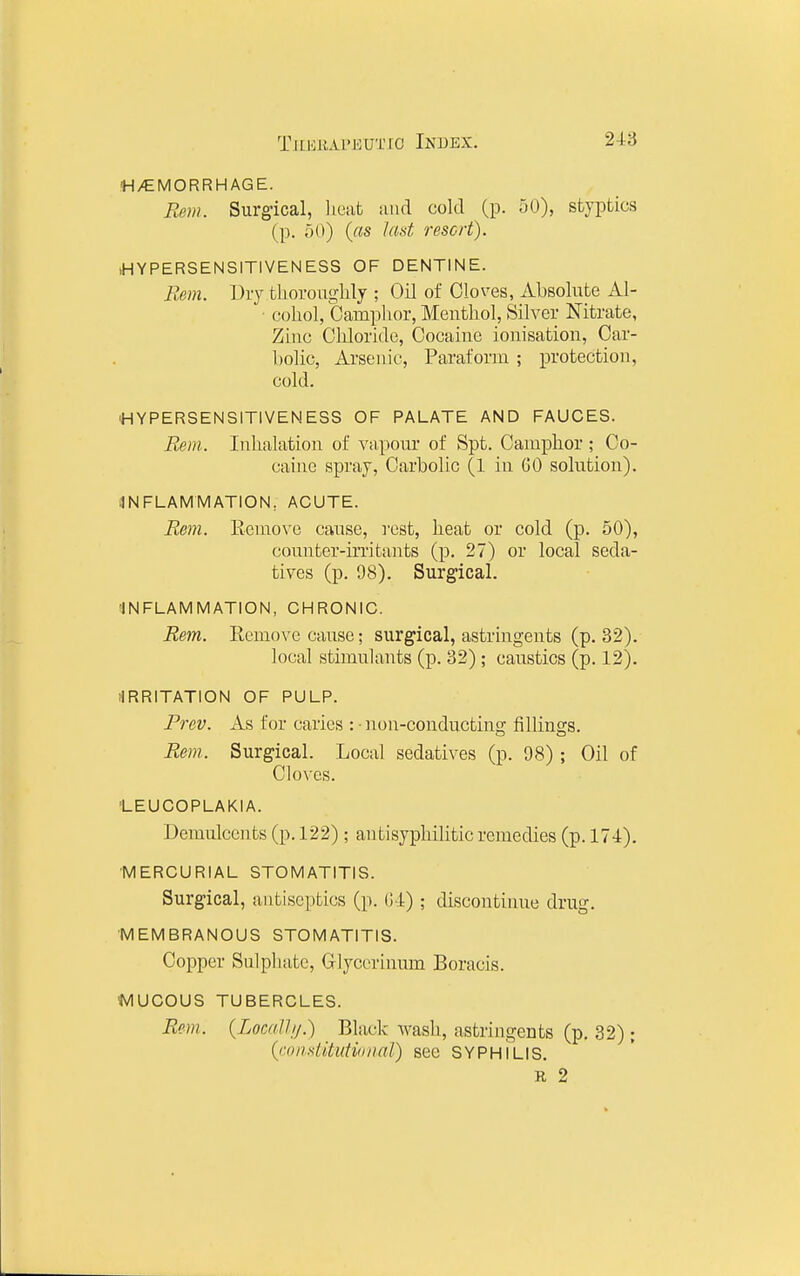 THERAPEUTIC INDEX. 243
HÆMORRHAGE.
Rem. Surgical, heat and cold (p. 50), styptics
(p. 50) (as last resort).
HYPERSENSITIVENESS OF DENTINE.
Rem. Dry thoroughly ; Oil of Cloves, Absolute Al-
cohol, Camphor, Menthol, Silver Nitrate,
Zinc Chloride, Cocaine ionisation, Car-
bolic, Arsenic, Paraform ; protection,
cold.
HYPERSENSITIVENESS OF PALATE AND FAUCES.
Rem. Inhalation of vapour of Spt. Camphor ; Co-
caine spray, Carbolic (1 in 60 solution).
INFLAMMATION, ACUTE.
Rem. Remove cause, rest, heat or cold (p. 50),
counter-irritants (p. 27) or local seda-
tives (p. 98). Surgical.
INFLAMMATION, CHRONIC.
Rem. Remove cause; surgical, astringents (p. 32).
local stimulants (p. 32) ; caustics (p. 12).
IRRITATION OF PULP.
Prev. As for caries : non-conducting fillings.
Rem. Surgical. Local sedatives (p. 98) ; Oil of
Cloves.
LEUCOPLAKIA.
Demulcents (p. 122) ; antisyphilitic remedies (p. 174).
MERCURIAL STOMATITIS.
Surgical, antiseptics (p. 64) ; discontinue drug.
MEMBRANOUS STOMATITIS.
Copper Sulphate, Glycerinum Boracis.
MUCOUS TUBERCLES.
Rem. (Locally.) Black wash, astringents (p. 32) ;
(constitutional) see SYPHILIS.
R 2